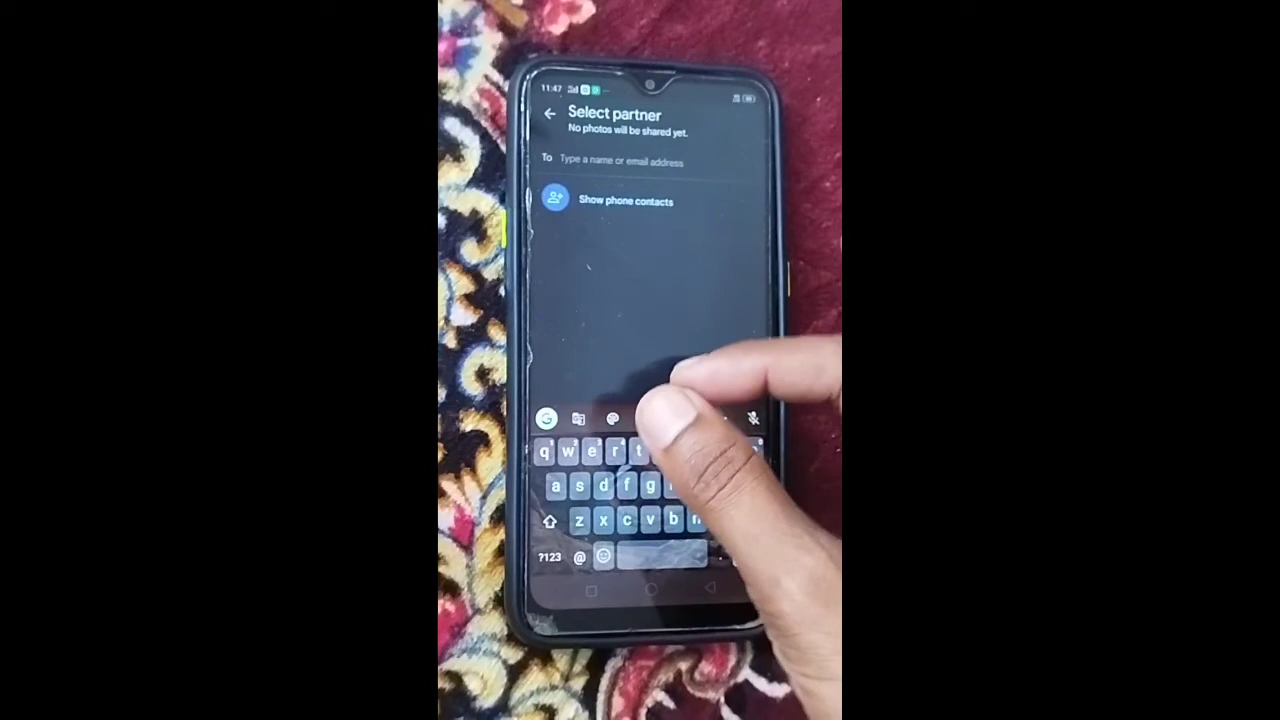 11:47
Select partner
No photos will be shared yet.
To Type a name or email address
Show phone contacts
G
q w e r t
a s d f g
z x c v b
?123 @